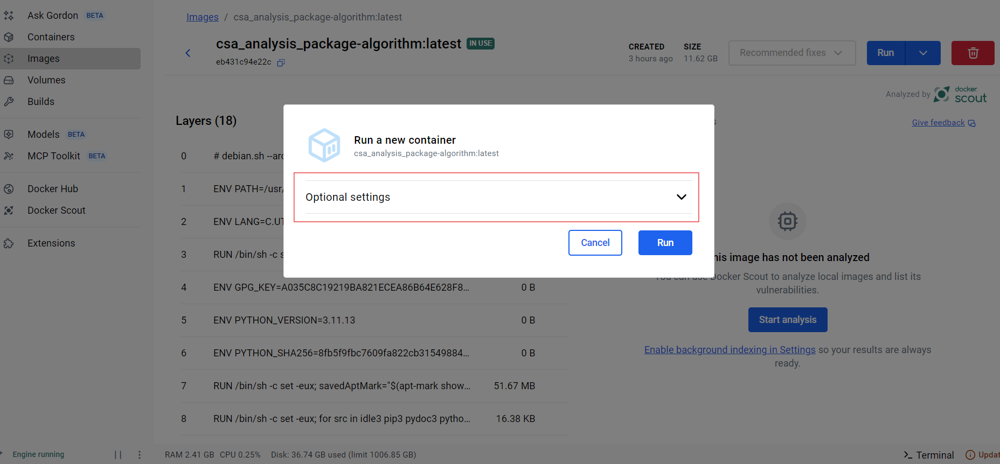 Ask Gordon BETA
Containers
Images
Volumes
Builds
Models BETA
MCP Toolkit BETA
Docker Hub
Docker Scout
Extensions
Images / csa_analysis_package-algorithm:latest
csa_analysis_package-algorithm:latest IN USE
eb431c94e22c
CREATED
3 hours ago
SIZE
11.62 GB
Recommended fixes
Run
Analyzed by docker scout
Give feedback
Layers (18)
0 # debian.sh --arc
1 ENV PATH=/usr/
2 ENV LANG=C.UT
3 RUN /bin/sh -c s
4 ENV GPG_KEY=A035C8C19219BA821ECEA86B64E628F8... 0 B
5 ENV PYTHON_VERSION=3.11.13 0 B
6 ENV PYTHON_SHA256=8fb5f9fbc7609fa822cb31549884... 0 B
7 RUN /bin/sh -c set -eux; savedAptMark="$(apt-mark show... 51.67 MB
8 RUN /bin/sh -c set -eux; for src in idle3 pip3 pydoc3 pytho... 16.38 KB
Run a new container
csa_analysis_package-algorithm:latest
Optional settings
Cancel
Run
his image has not been analyzed
You can use Docker Scout to analyze local images and list its
vulnerabilities.
Start analysis
Enable background indexing in Settings so your results are always
ready.
Engine running
RAM 2.41 GB CPU 0.25% Disk: 36.74 GB used (limit 1006.85 GB)
>_ Terminal
Updat